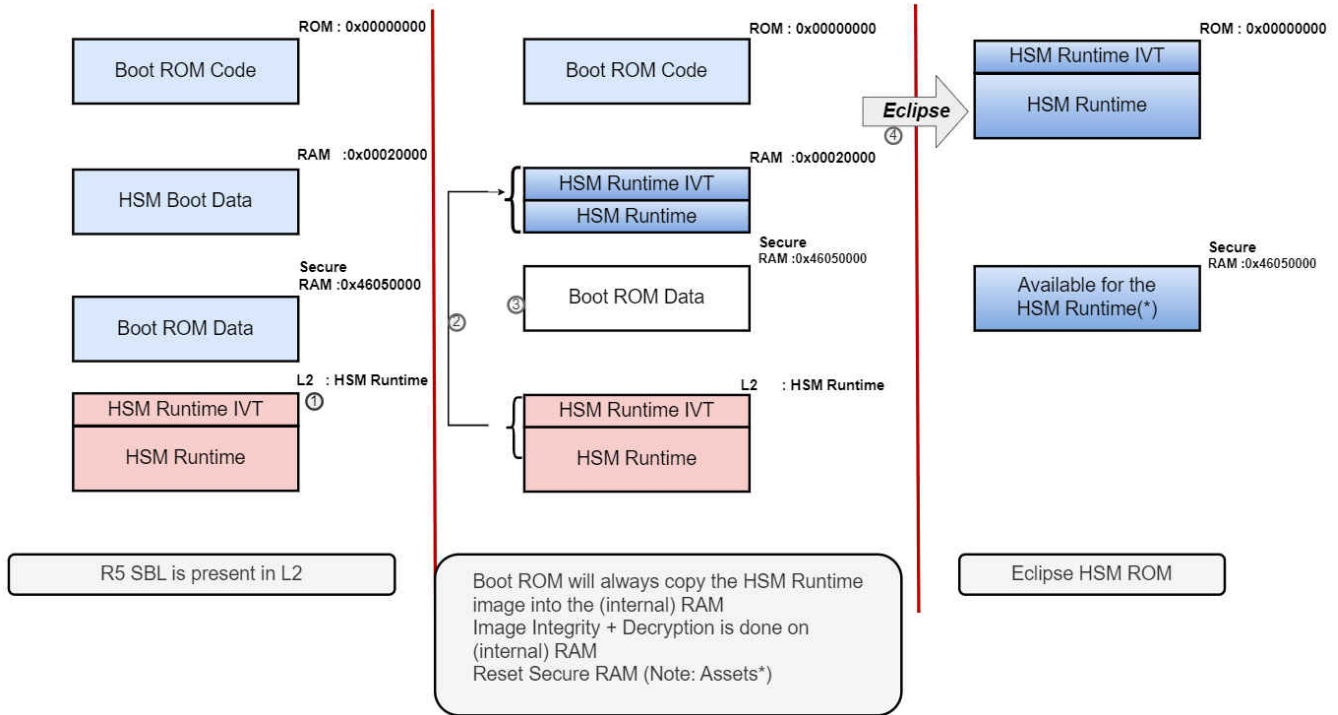 ROM : 0x00000000
Boot ROM Code
RAM :0x00020000
HSM Boot Data
Secure
RAM :0x46050000
Boot ROM Data
L2 : HSM Runtime
HSM Runtime IVT
①
HSM Runtime
R5 SBL is present in L2
ROM : 0x00000000
Boot ROM Code
RAM :0x00020000
HSM Runtime IVT
HSM Runtime
Secure
RAM :0x46050000
Boot ROM Data
③
②
L2 : HSM Runtime
HSM Runtime IVT
HSM Runtime
Boot ROM will always copy the HSM Runtime
image into the (internal) RAM
Image Integrity + Decryption is done on
(internal) RAM
Reset Secure RAM (Note: Assets*)
Eclipse
④
ROM : 0x00000000
HSM Runtime IVT
HSM Runtime
Secure
RAM :0x46050000
Available for the
HSM Runtime(*)
Eclipse HSM ROM